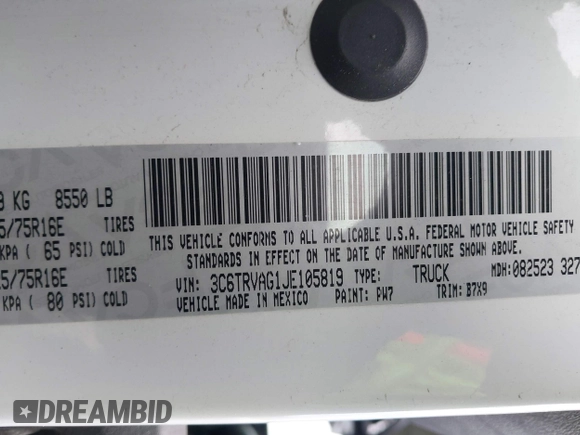 8 KG 8550 LB
5/75R16E TIRES
KPA ( 65 PSI) COLD
5/75R16E TIRES
KPA ( 80 PSI) COLD
THIS VEHICLE CONFORMS TO ALL APPLICABLE U.S.A. FEDERAL MOTOR VEHICLE SAFETY
STANDARDS IN EFFECT ON THE DATE OF MANUFACTURE SHOWN ABOVE.
VIN: 3C6TRVAG1JE105819 TYPE: TRUCK MDH: 082523 327
VEHICLE MADE IN MEXICO PAINT: PW7 TRIM: B7X9
DREAMBID